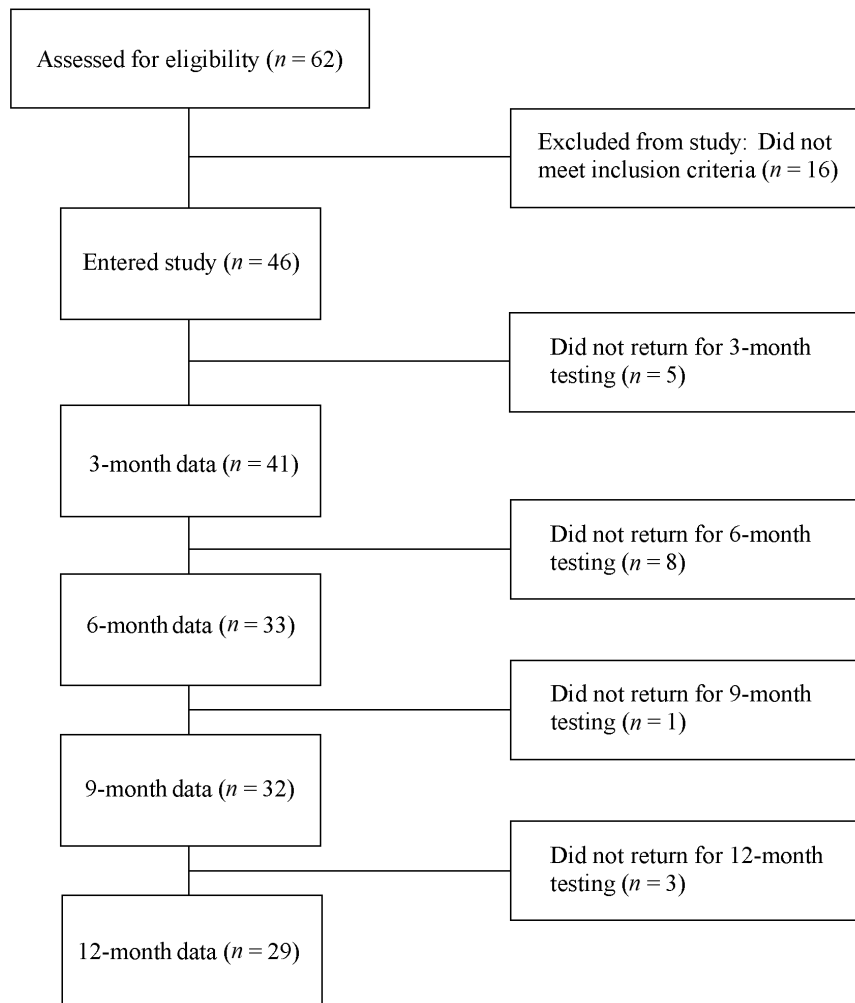 Assessed for eligibility (n = 62)
Excluded from study: Did not
meet inclusion criteria (n = 16)
Entered study (n = 46)
Did not return for 3-month
testing (n = 5)
3-month data (n = 41)
Did not return for 6-month
testing (n = 8)
6-month data (n = 33)
Did not return for 9-month
testing (n = 1)
9-month data (n = 32)
Did not return for 12-month
testing (n = 3)
12-month data (n = 29)